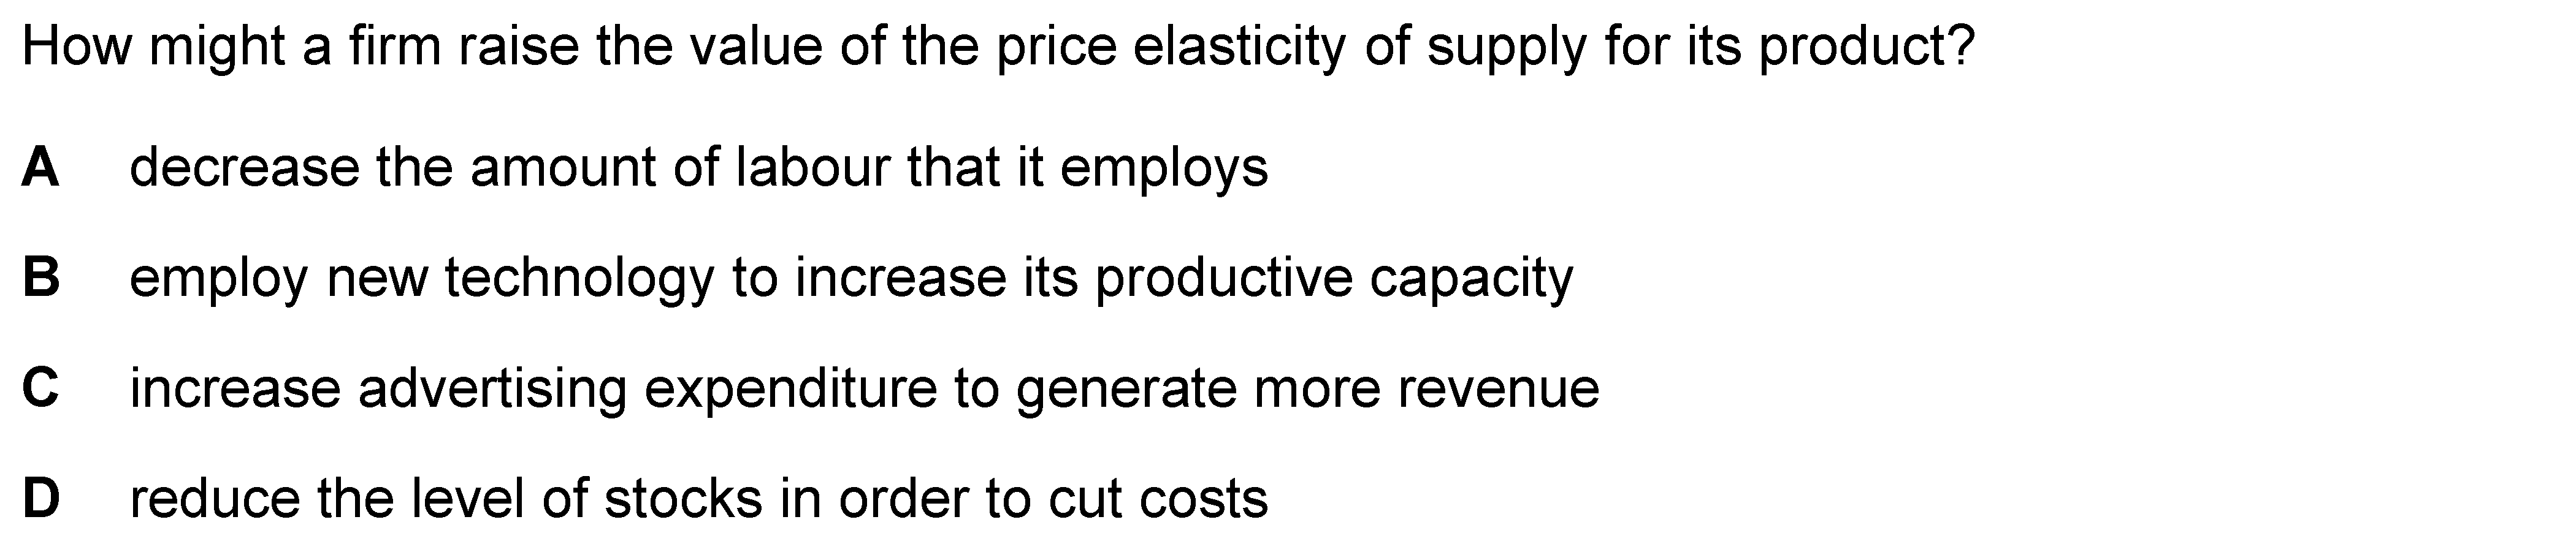 How might a firm raise the value of the price elasticity of supply for its product?
A decrease the amount of labour that it employs
B employ new technology to increase its productive capacity
C increase advertising expenditure to generate more revenue
D reduce the level of stocks in order to cut costs